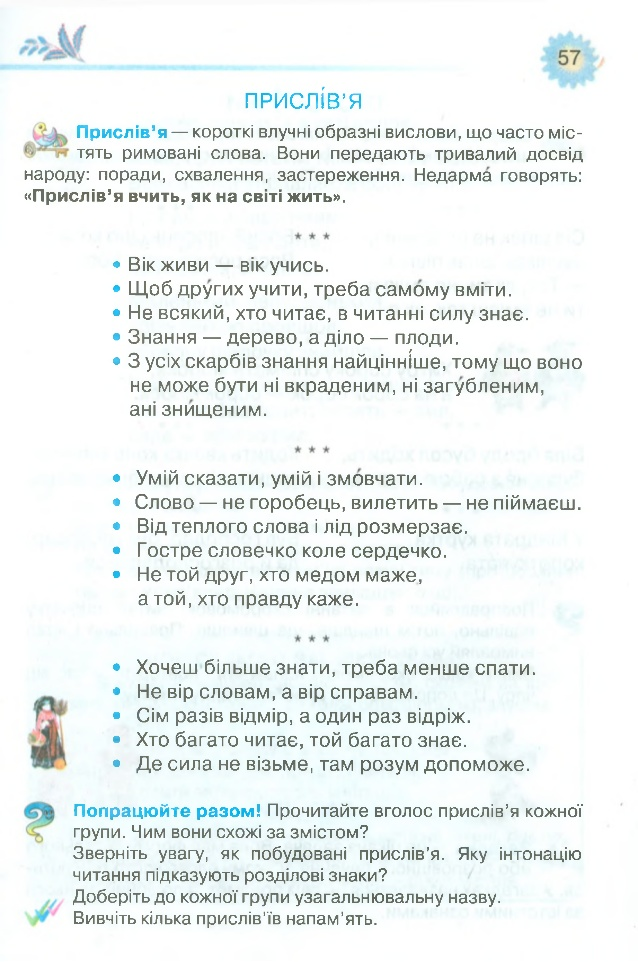 57
ПРИСЛІ́В’Я
Прислів’я — короткі влучні образні вислови, що часто міс-
тять римовані слова. Вони передають тривалий досвід
народу: поради, схвалення, застереження. Недарма́ говорять:
«Прислів’я вчить, як на світі жить».
* * *
• Вік живи — вік учись.
• Щоб дру́гих учити, треба само́му вміти.
• Не всякий, хто читає, в читанні силу знає.
• Знання — дерево, а діло — плоди.
• З усіх скарбів знання найцінні́ше, тому що воно
не може бути ні вкраденим, ні загу́бленим,
ані зни́щеним.
* * *
• Умій сказати, умій і змо́вчати.
• Слово — не горобець, вилетить — не піймаєш.
• Від теплого слова і лід розмерзає.
• Гостре словечко коле сердечко.
• Не той друг, хто медом маже,
а той, хто правду каже.
* * *
• Хочеш більше знати, треба менше спати.
• Не вір словам, а вір справам.
• Сім разів відмір, а один раз відріж.
• Хто багато читає, той багато знає.
• Де сила не візьме, там розум допоможе.
Попрацюйте разом! Прочитайте вголос прислів’я кожної
групи. Чим вони схожі за змістом?
Зверніть увагу, як побудовані прислів’я. Яку інтонацію
читання підказують розділові знаки?
Доберіть до кожної групи узагальнювальну назву.
Вивчіть кілька прислів’їв напам’ять.